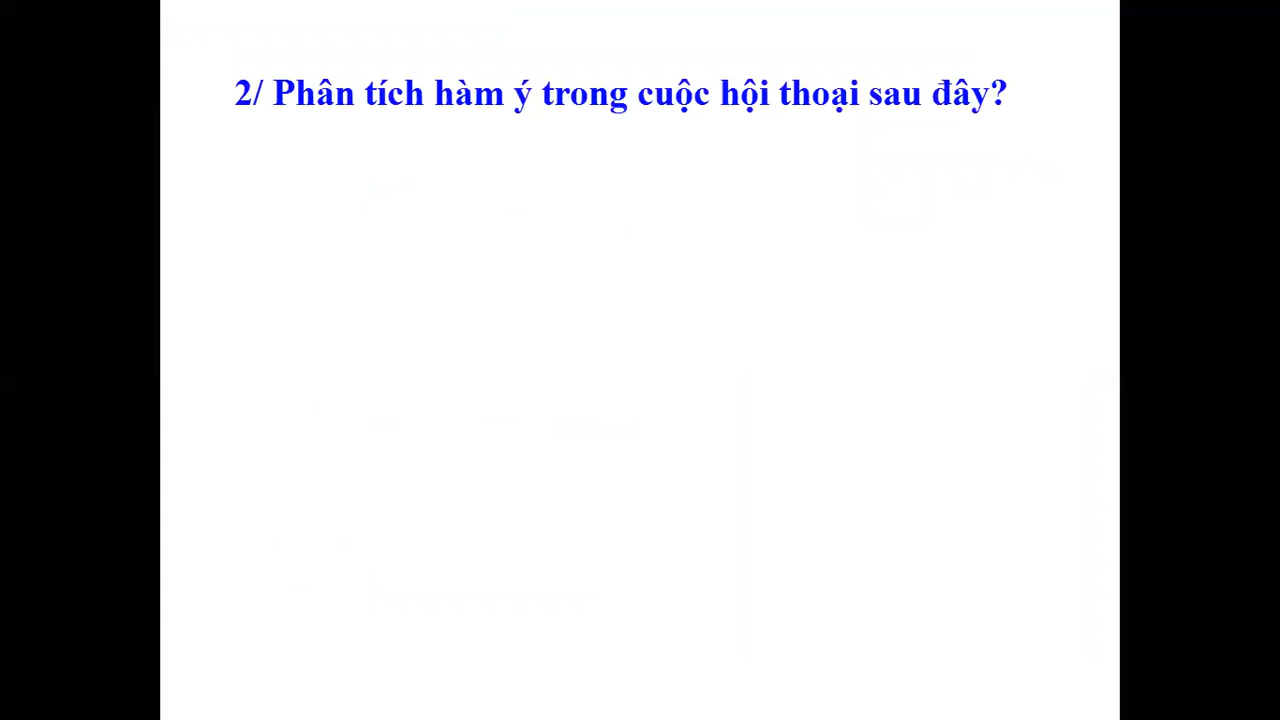 2/ Phân tích hàm ý trong cuộc hội thoại sau đây?